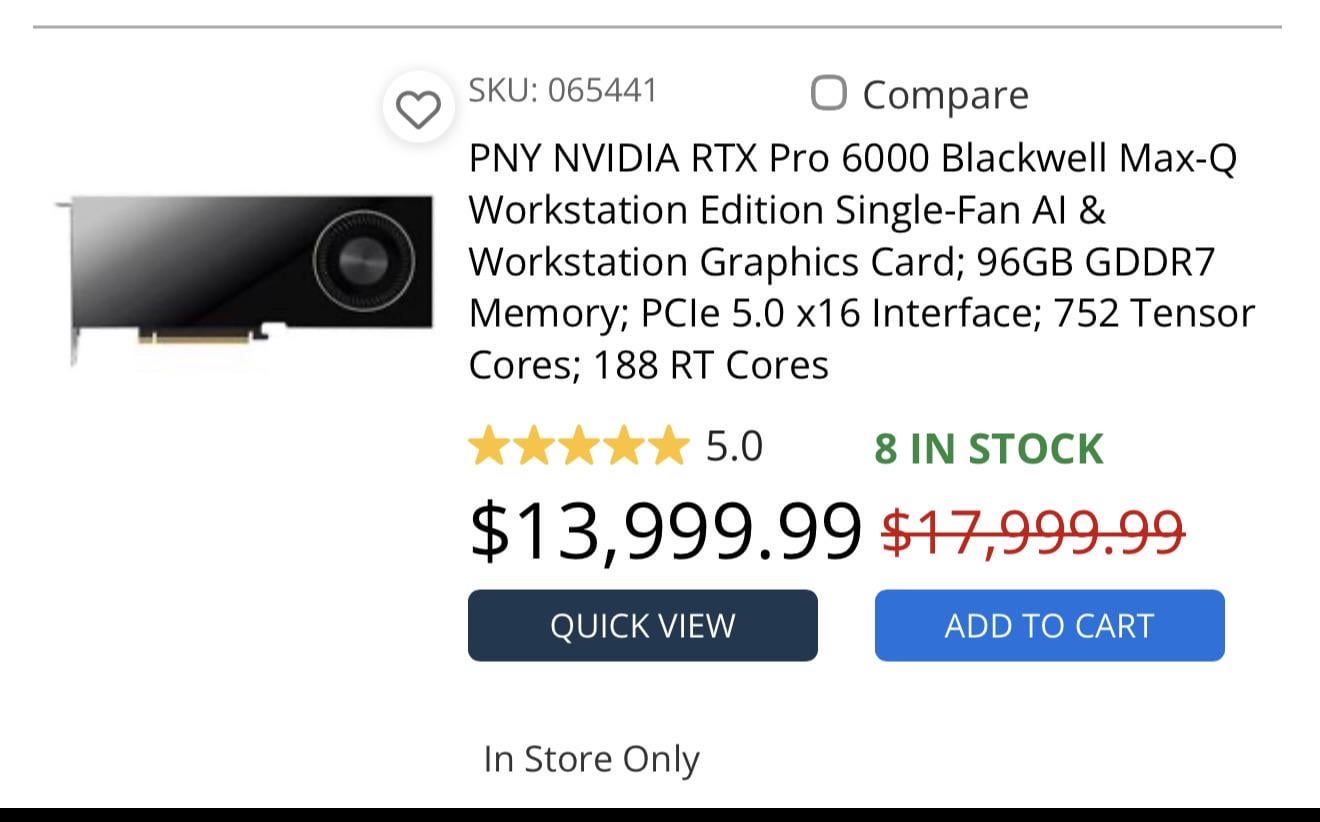 SKU: 065441
Compare
PNY NVIDIA RTX Pro 6000 Blackwell Max-Q
Workstation Edition Single-Fan AI &
Workstation Graphics Card; 96GB GDDR7
Memory; PCIe 5.0 x16 Interface; 752 Tensor
Cores; 188 RT Cores
5.0
8 IN STOCK
$13,999.99 $17,999.99
QUICK VIEW
ADD TO CART
In Store Only